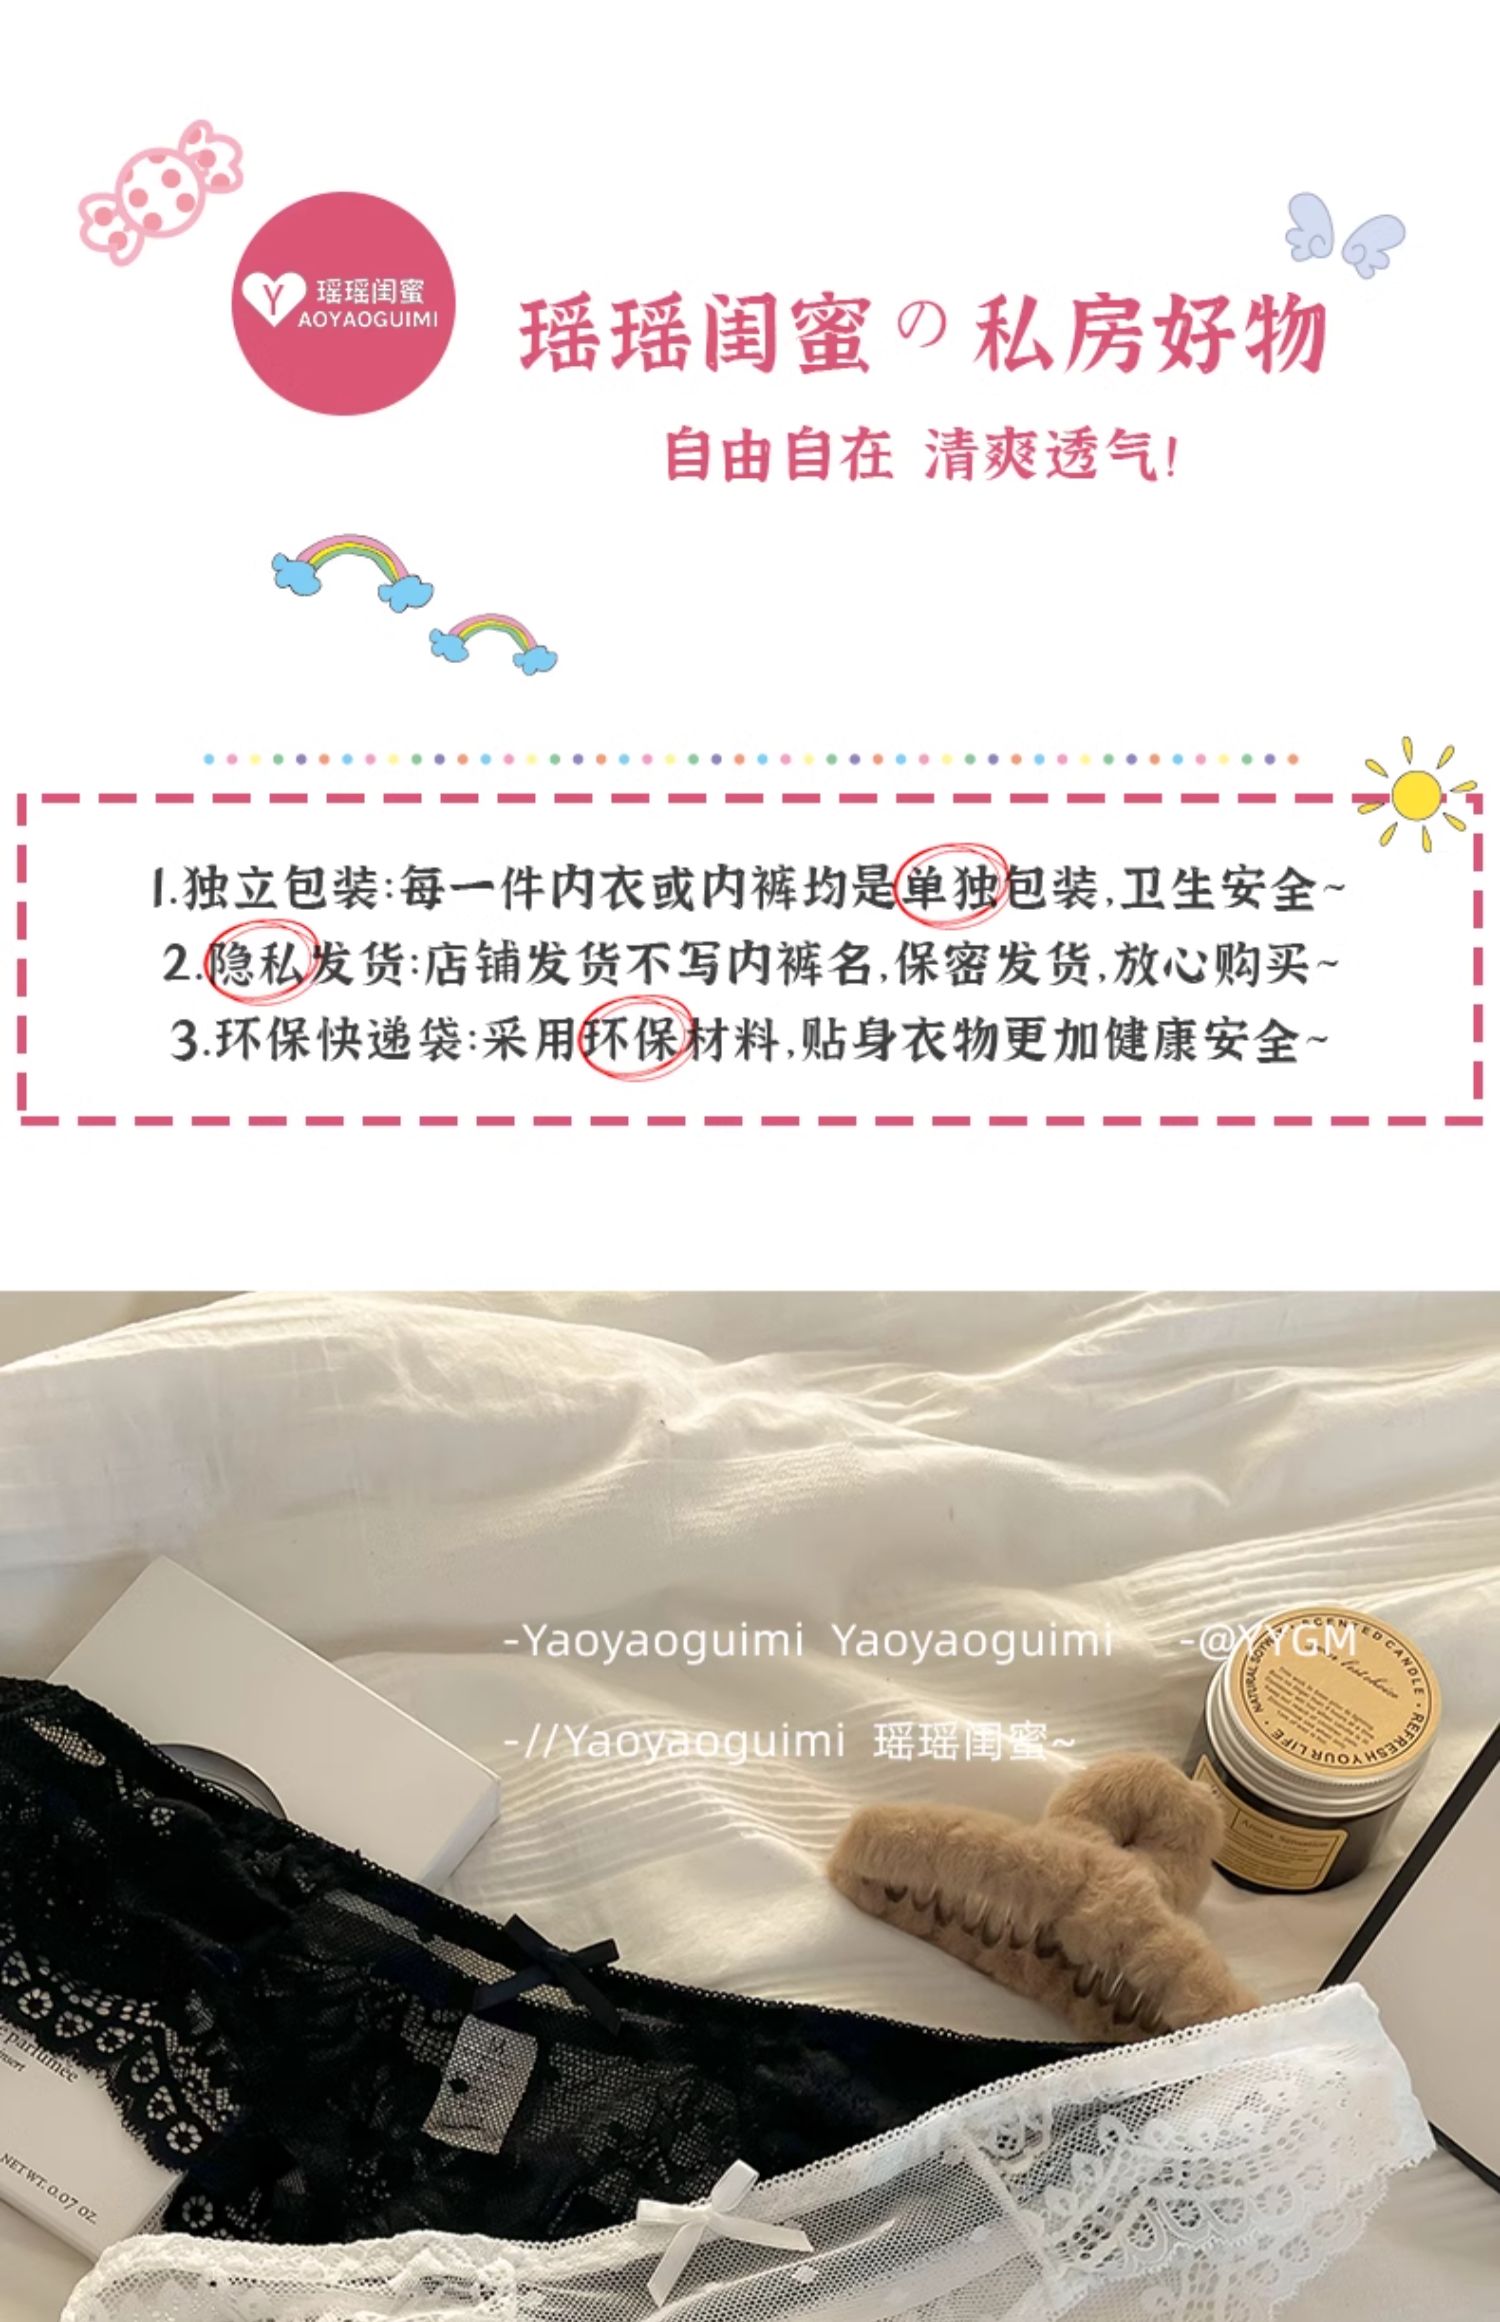 Y 瑶瑶闺蜜
AOYAOGUIMI
瑶瑶闺蜜の私房好物
自由自在 清爽透气!
1.独立包装:每一件内衣或内裤均是单独包装,卫生安全~
2.隐私发货:店铺发货不写内裤名,保密发货,放心购买~
3.环保快递袋:采用环保材料,贴身衣物更加健康安全~
-Yaoyaoguimi Yaoyaoguimi -@YYGM
-//Yaoyaoguimi 瑶瑶闺蜜~
SCENTED CANDLE • REFRESH YOUR LIFE • NATURAL SOY
parfumée
NET WT. 0.07 OZ.